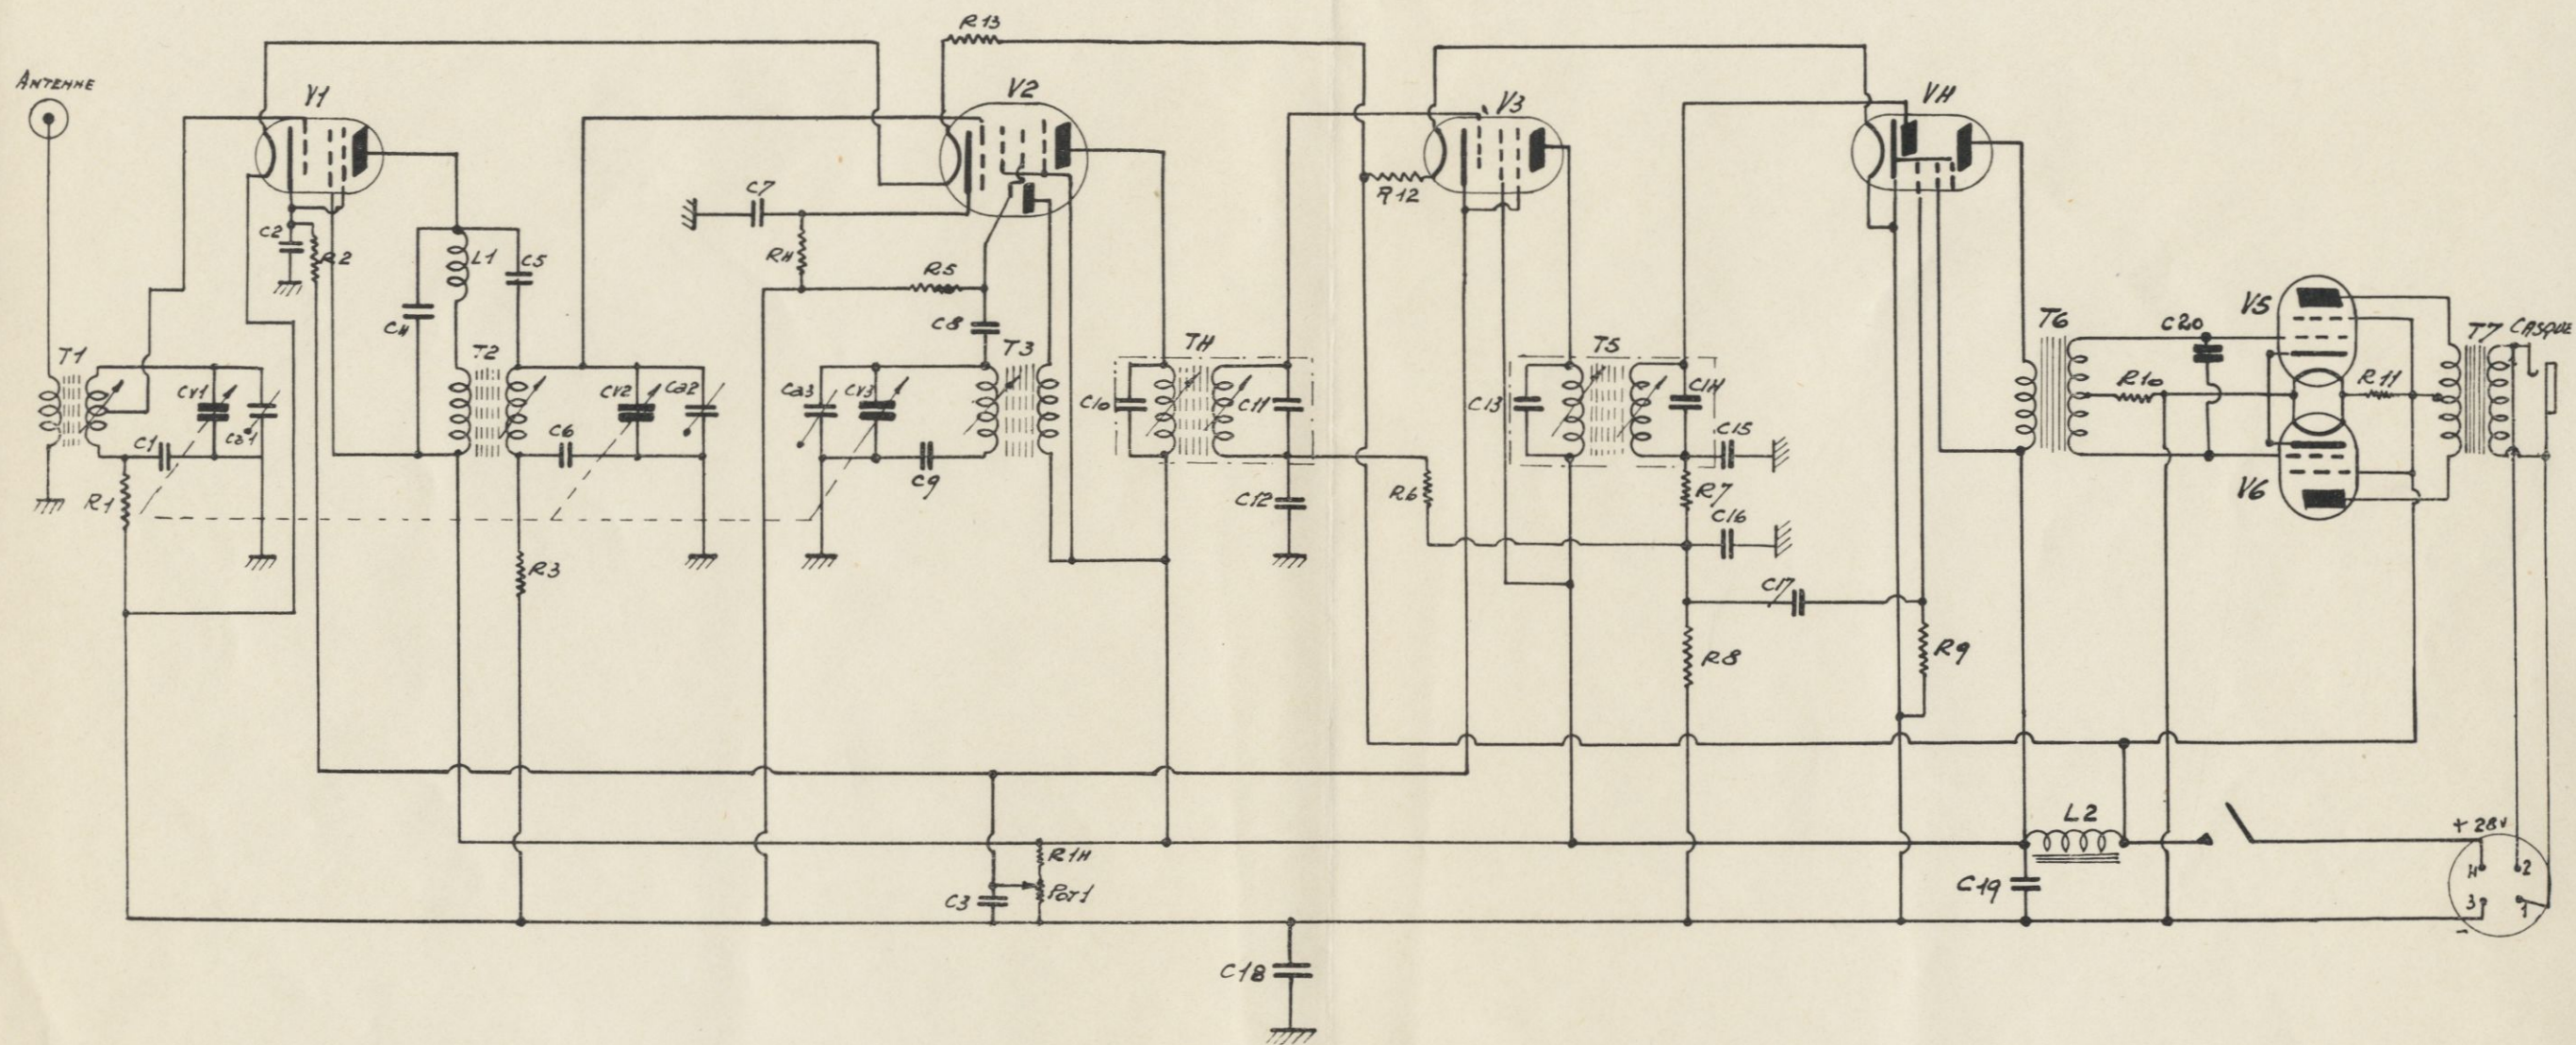 ANTENNE
V1
R13
V2
V3
V4
C2
R2
L1
C5
C4
C7
R4
R5
C8
R12
T1
CV1
Ca1
C1
R1
T2
CV2
Ca2
C6
R3
Ca3
CV3
T3
C9
T4
C10
C11
C12
R6
T5
C13
C14
C15
R7
C16
C17
R8
R9
T6
C20
V5
R10
R11
V6
T7
CASQUE
R14
C3
Pot1
L2
C19
+ 28V
4
2
3
1
-
C18